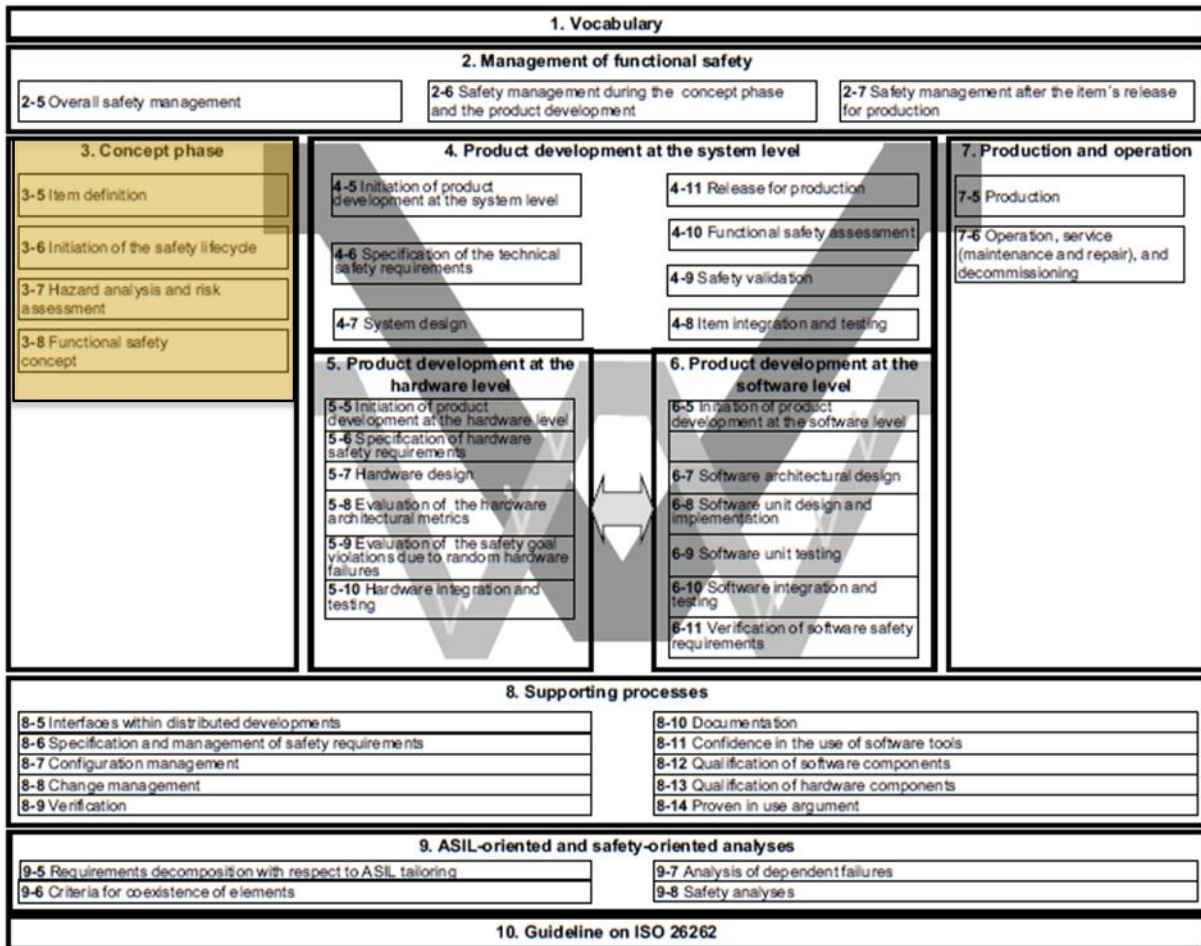 1. Vocabulary
2. Management of functional safety
2-5 Overall safety management
2-6 Safety management during the concept phase
and the product development
2-7 Safety management after the item´s release
for production
3. Concept phase
3-5 Item definition
3-6 Initiation of the safety lifecycle
3-7 Hazard analysis and risk
assessment
3-8 Functional safety
concept
4. Product development at the system level
4-5 Initiation of product
development at the system level
4-6 Specification of the technical
safety requirements
4-7 System design
4-11 Release for production
4-10 Functional safety assessment
4-9 Safety validation
4-8 Item integration and testing
7. Production and operation
7-5 Production
7-6 Operation, service
(maintenance and repair), and
decommissioning
5. Product development at the
hardware level
5-5 Initiation of product
development at the hardware level
5-6 Specification of hardware
safety requirements
5-7 Hardware design
5-8 Evaluation of the hardware
architectural metrics
5-9 Evaluation of the safety goal
violations due to random hardware
failures
5-10 Hardware integration and
testing
6. Product development at the
software level
6-5 Initiation of product
development at the software level
6-7 Software architectural design
6-8 Software unit design and
implementation
6-9 Software unit testing
6-10 Software integration and
testing
6-11 Verification of software safety
requirements
8. Supporting processes
8-5 Interfaces within distributed developments
8-6 Specification and management of safety requirements
8-7 Configuration management
8-8 Change management
8-9 Verification
8-10 Documentation
8-11 Confidence in the use of software tools
8-12 Qualification of software components
8-13 Qualification of hardware components
8-14 Proven in use argument
9. ASIL-oriented and safety-oriented analyses
9-5 Requirements decomposition with respect to ASIL tailoring
9-6 Criteria for coexistence of elements
9-7 Analysis of dependent failures
9-8 Safety analyses
10. Guideline on ISO 26262